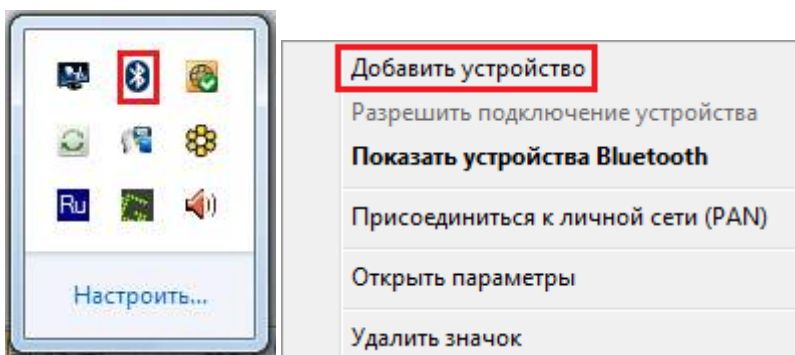 Ru
Настроить...
Добавить устройство
Разрешить подключение устройства
Показать устройства Bluetooth
Присоединиться к личной сети (PAN)
Открыть параметры
Удалить значок